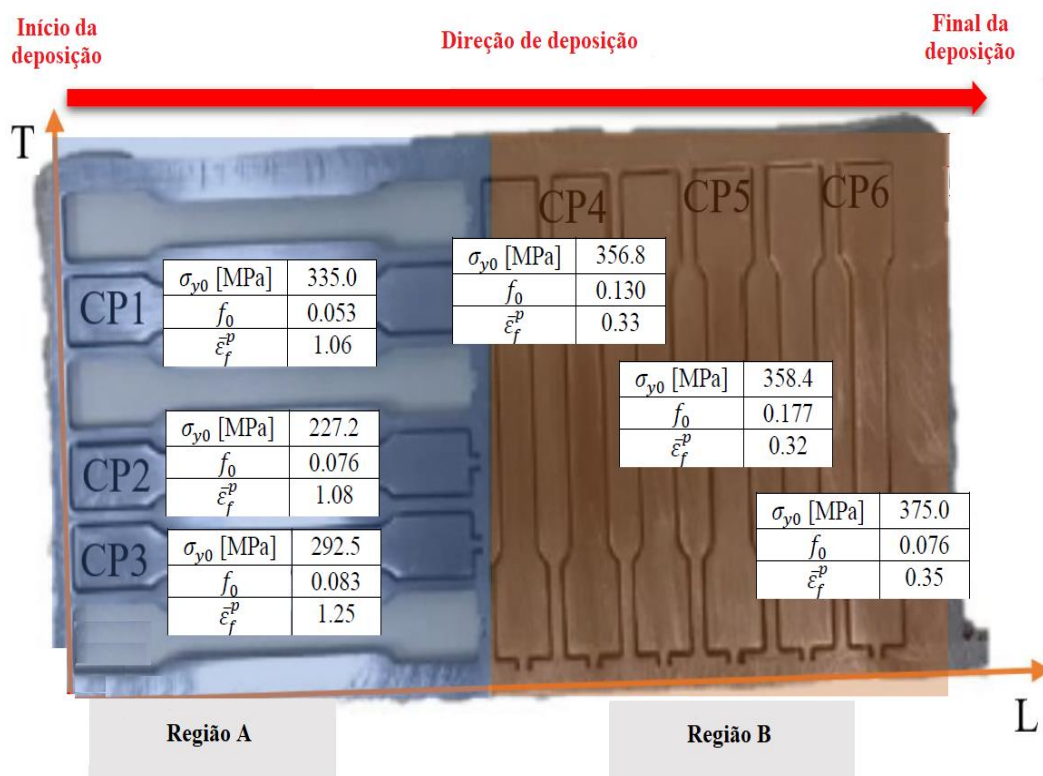 Início da
deposição
Direção de deposição
Final da
deposição
T
CP1
σy0 [MPa] 335.0
f0 0.053
ε̄fp 1.06
CP4
CP5
CP6
σy0 [MPa] 356.8
f0 0.130
ε̄fp 0.33
σy0 [MPa] 358.4
f0 0.177
ε̄fp 0.32
CP2
σy0 [MPa] 227.2
f0 0.076
ε̄fp 1.08
CP3
σy0 [MPa] 292.5
f0 0.083
ε̄fp 1.25
σy0 [MPa] 375.0
f0 0.076
ε̄fp 0.35
L
Região A
Região B